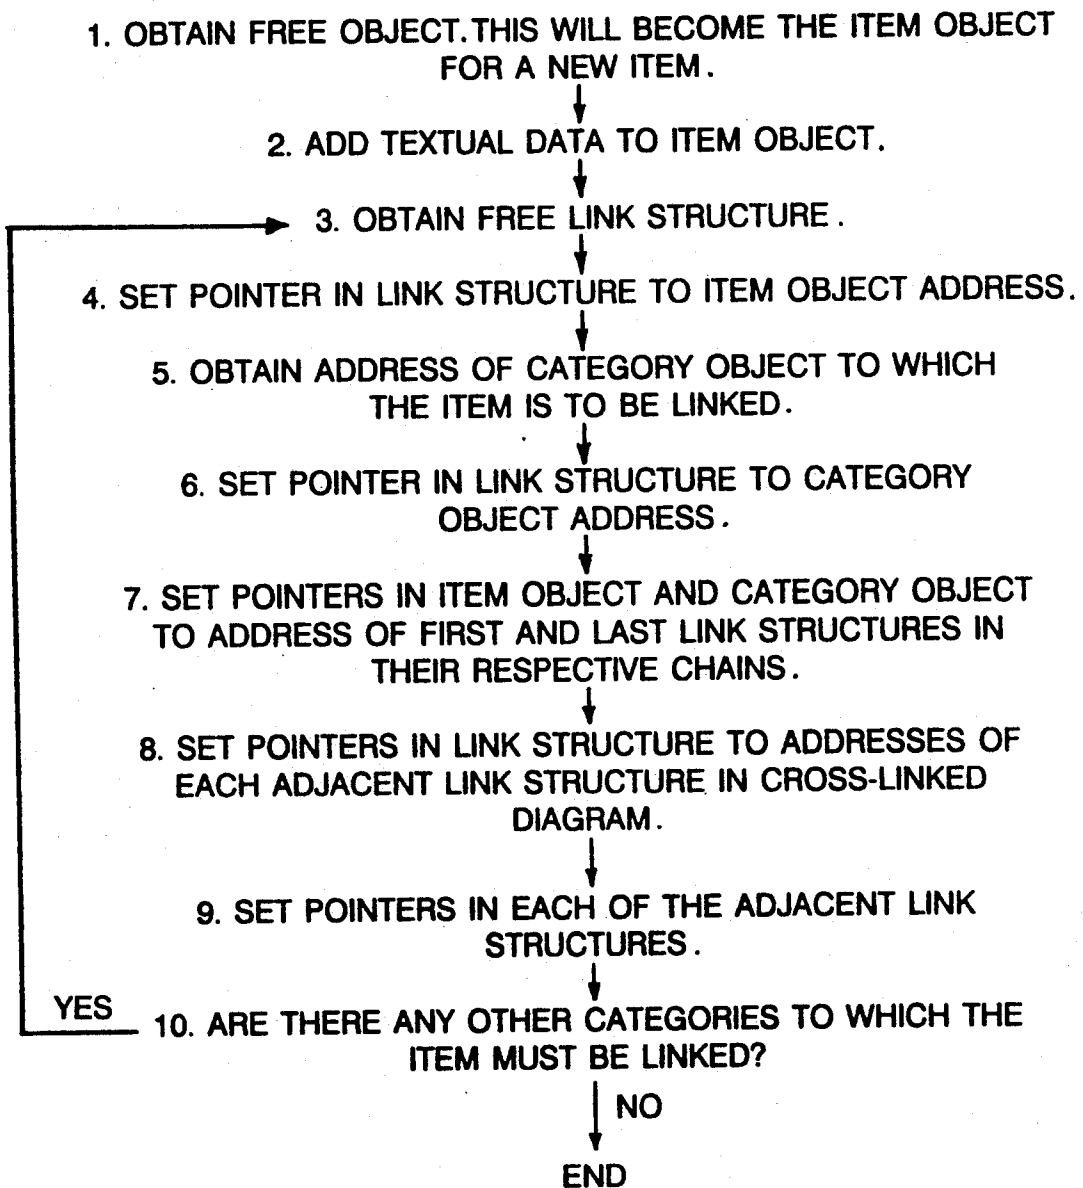 1. OBTAIN FREE OBJECT.THIS WILL BECOME THE ITEM OBJECT
FOR A NEW ITEM.
2. ADD TEXTUAL DATA TO ITEM OBJECT.
3. OBTAIN FREE LINK STRUCTURE.
4. SET POINTER IN LINK STRUCTURE TO ITEM OBJECT ADDRESS.
5. OBTAIN ADDRESS OF CATEGORY OBJECT TO WHICH
THE ITEM IS TO BE LINKED.
6. SET POINTER IN LINK STRUCTURE TO CATEGORY
OBJECT ADDRESS.
7. SET POINTERS IN ITEM OBJECT AND CATEGORY OBJECT
TO ADDRESS OF FIRST AND LAST LINK STRUCTURES IN
THEIR RESPECTIVE CHAINS.
8. SET POINTERS IN LINK STRUCTURE TO ADDRESSES OF
EACH ADJACENT LINK STRUCTURE IN CROSS-LINKED
DIAGRAM.
9. SET POINTERS IN EACH OF THE ADJACENT LINK
STRUCTURES.
YES
10. ARE THERE ANY OTHER CATEGORIES TO WHICH THE
ITEM MUST BE LINKED?
NO
END